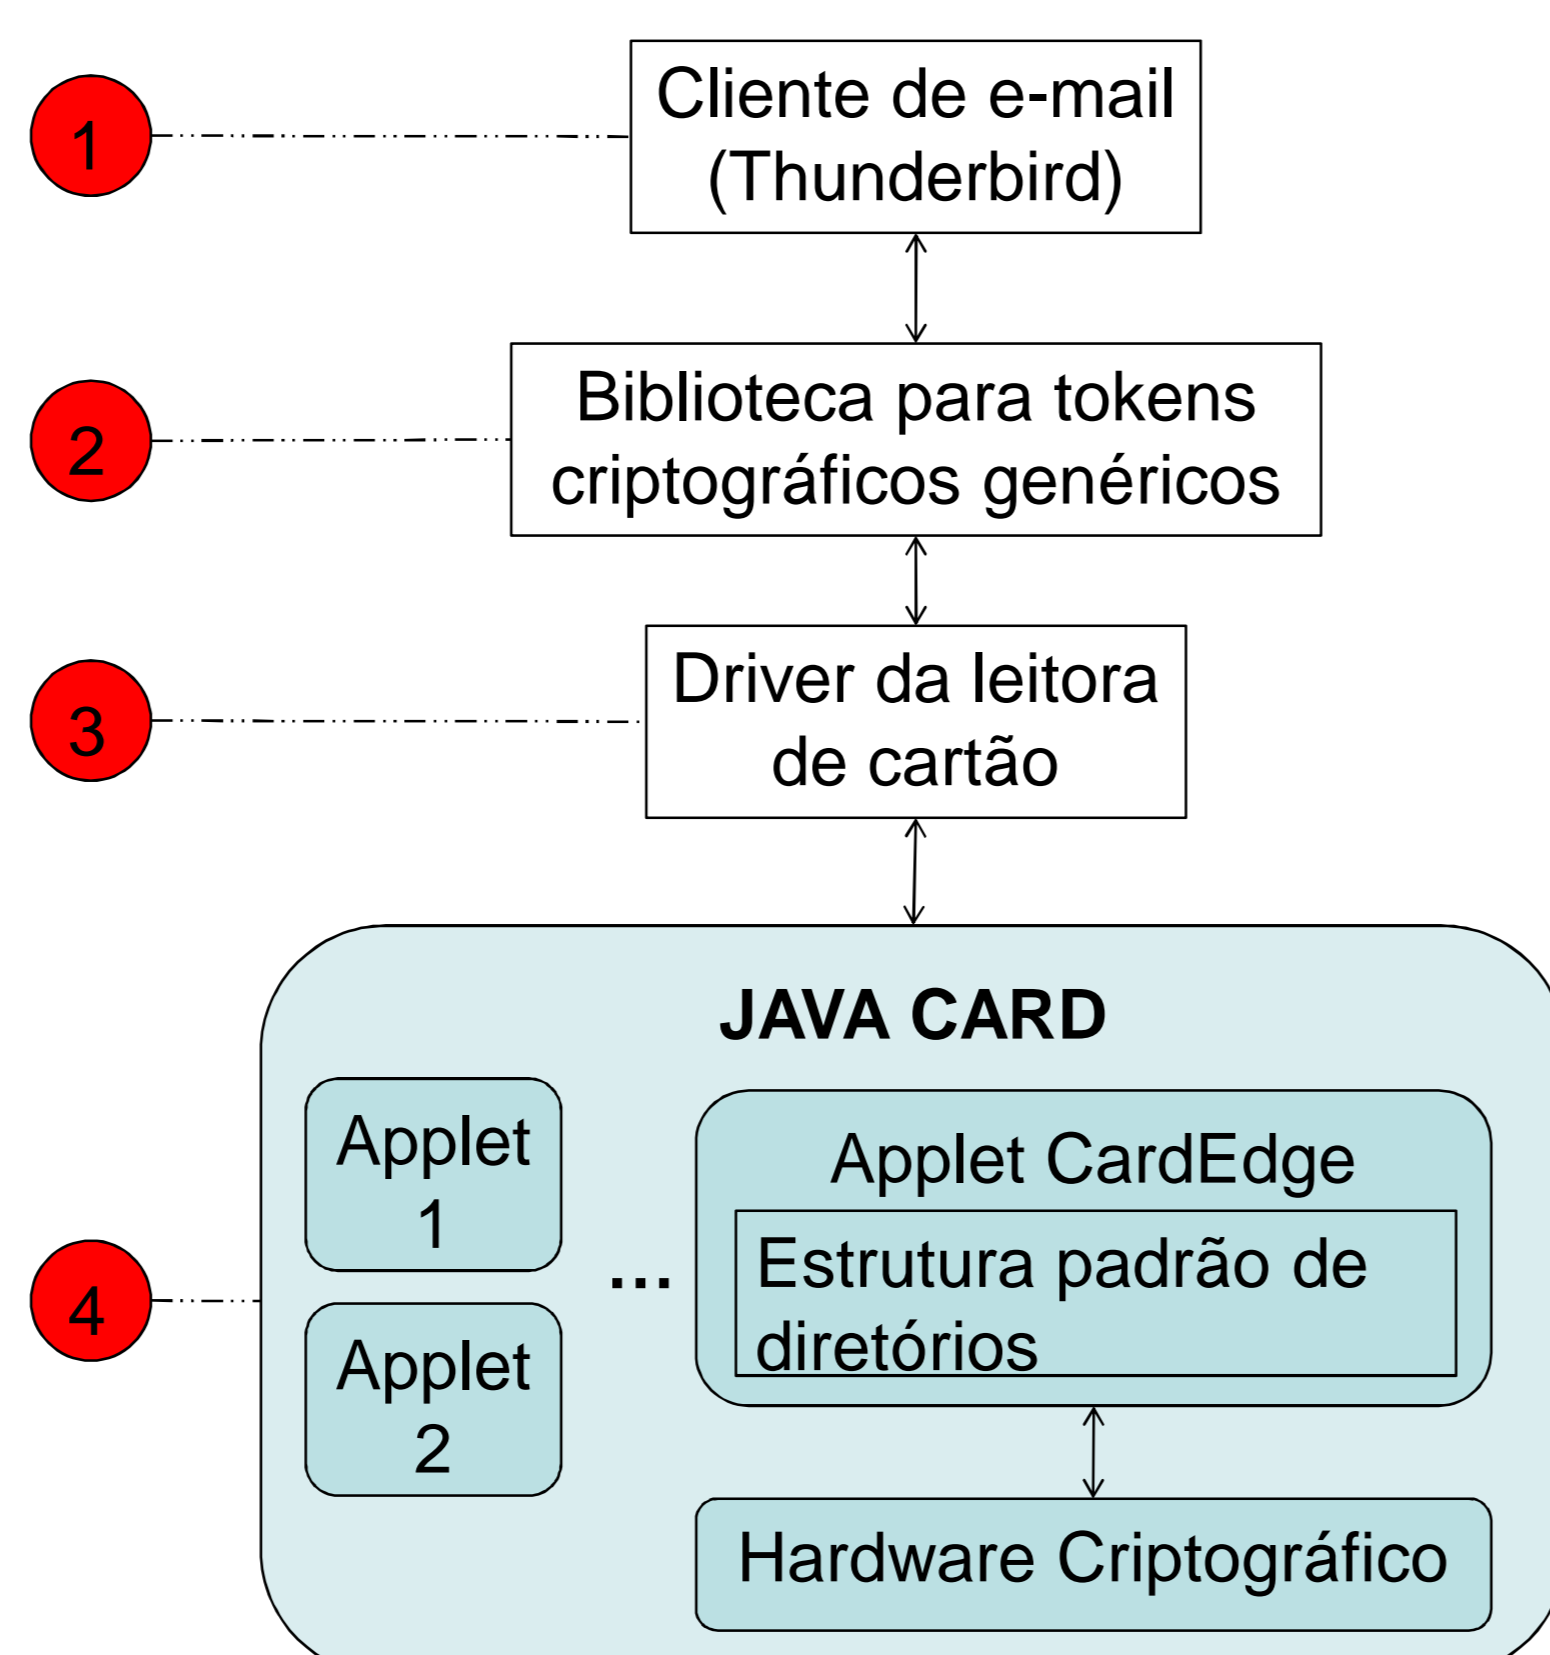 1
Cliente de e-mail
(Thunderbird)
2
Biblioteca para tokens
criptográficos genéricos
3
Driver da leitora
de cartão
JAVA CARD
Applet
1
...
Applet CardEdge
Estrutura padrão de
diretórios
4
Applet
2
Hardware Criptográfico